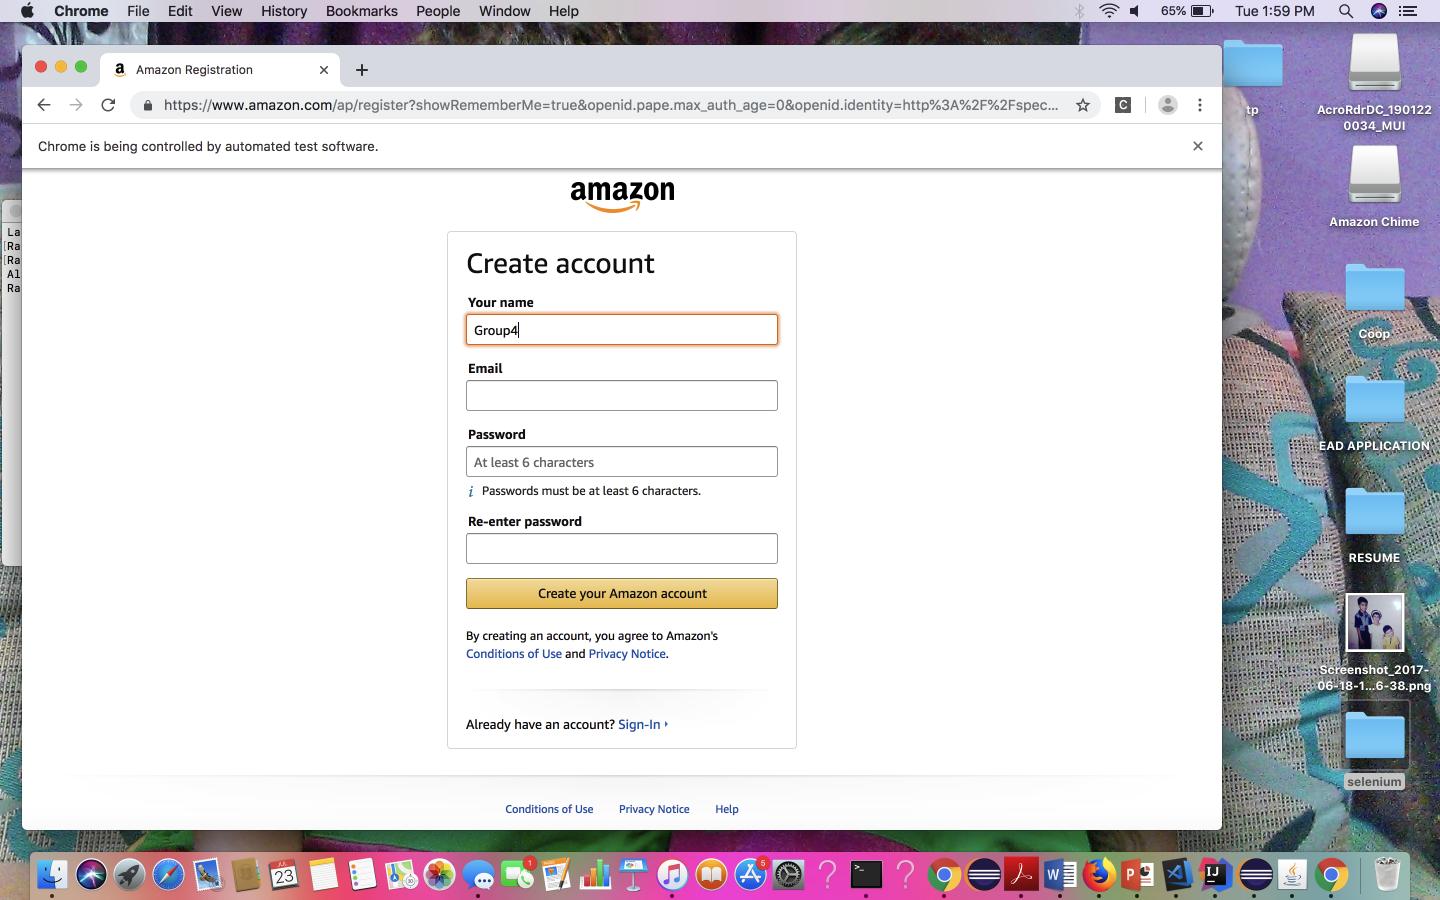 Chrome File Edit View History Bookmarks People Window Help
65% Tue 1:59 PM
Amazon Registration
https://www.amazon.com/ap/register?showRememberMe=true&openid.pape.max_auth_age=0&openid.identity=http%3A%2F%2Fspec...
C
Chrome is being controlled by automated test software.
amazon
Create account
Your name
Group4
Email
Password
At least 6 characters
i Passwords must be at least 6 characters.
Re-enter password
Create your Amazon account
By creating an account, you agree to Amazon's
Conditions of Use and Privacy Notice.
Already have an account? Sign-In
Conditions of Use Privacy Notice Help
La
[Ra
[Ra
Al
Ra
tp
AcroRdrDC_190122
0034_MUI
Amazon Chime
Coop
EAD APPLICATION
RESUME
Screenshot_2017-
06-18-1...6-38.png
selenium
JUL
23
1
5
W
P
IJ